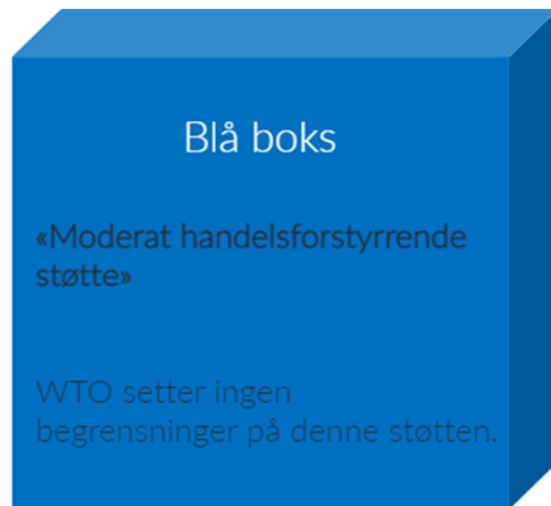 Blå boks
«Moderat handelsforstyrrende
støtte»
WTO setter ingen
begrensninger på denne støtten.